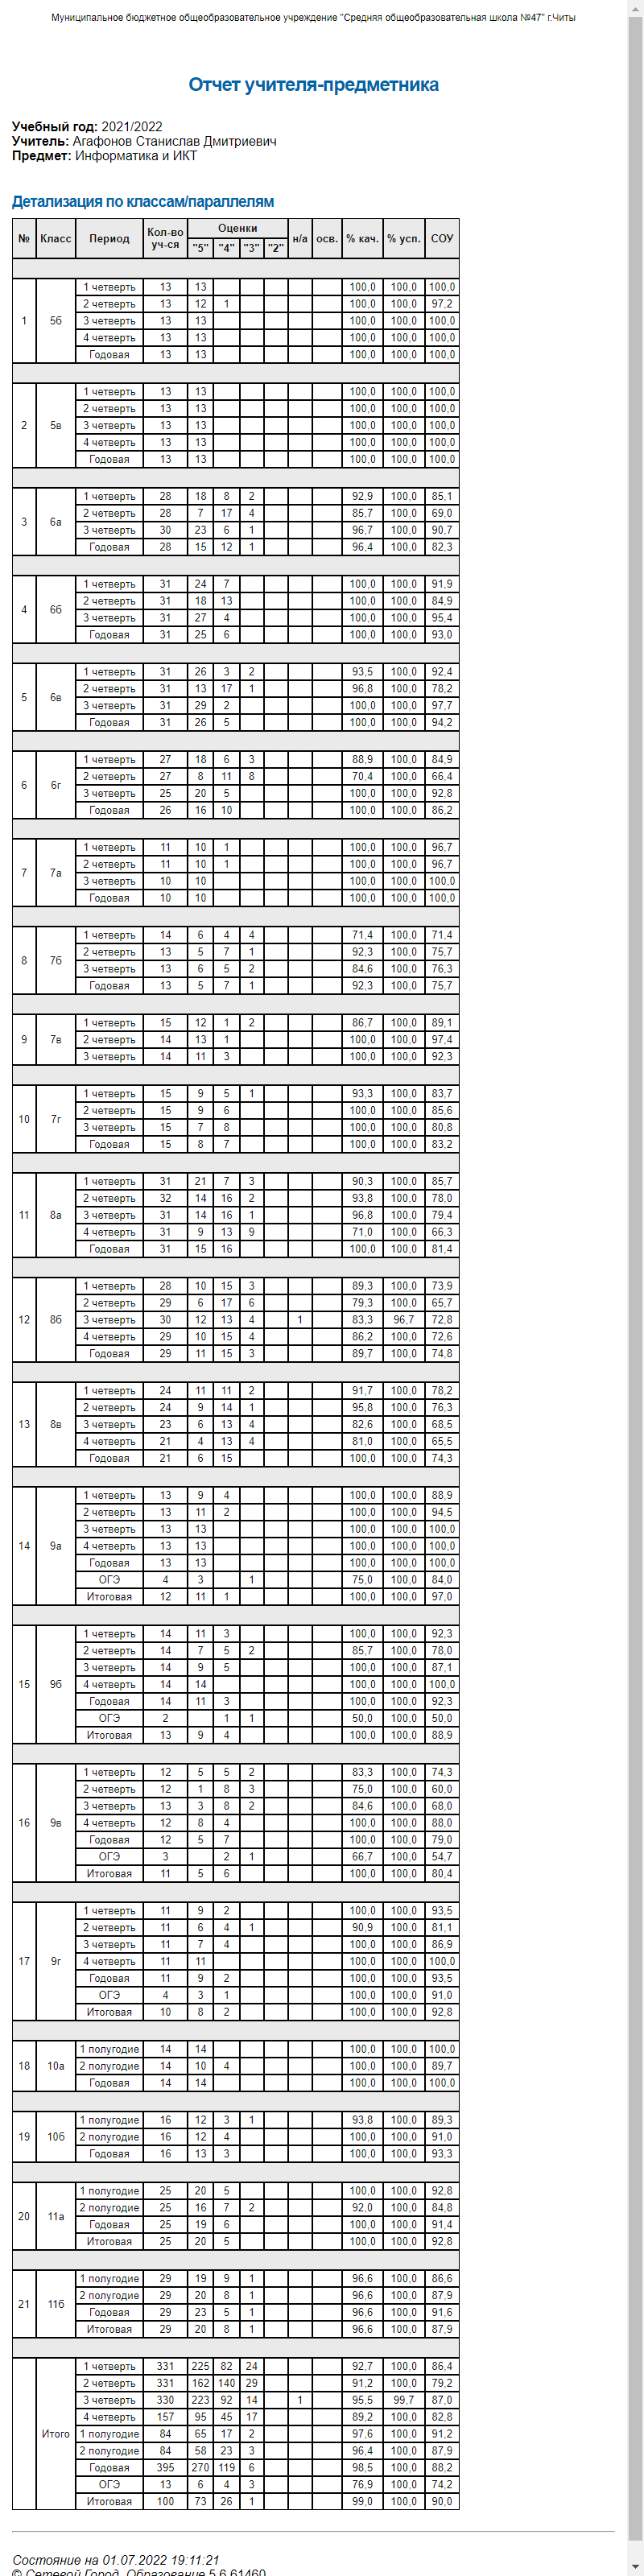 Муниципальное бюджетное общеобразовательное учреждение "Средняя общеобразовательная школа №47" г.Читы
Отчет учителя-предметника
Учебный год: 2021/2022
Учитель: Агафонов Станислав Дмитриевич
Предмет: Информатика и ИКТ
Детализация по классам/параллелям
№ Класс Период Кол-во уч-ся Оценки "5" "4" "3" "2" н/а осв. % кач. % усп. СОУ
1 5б 1 четверть 13 13 100,0 100,0 100,0
2 четверть 13 12 1 100,0 100,0 97,2
3 четверть 13 13 100,0 100,0 100,0
4 четверть 13 13 100,0 100,0 100,0
Годовая 13 13 100,0 100,0 100,0
2 5в 1 четверть 13 13 100,0 100,0 100,0
2 четверть 13 13 100,0 100,0 100,0
3 четверть 13 13 100,0 100,0 100,0
4 четверть 13 13 100,0 100,0 100,0
Годовая 13 13 100,0 100,0 100,0
3 6а 1 четверть 28 18 8 2 92,9 100,0 85,1
2 четверть 28 7 17 4 85,7 100,0 69,0
3 четверть 30 23 6 1 96,7 100,0 90,7
Годовая 28 15 12 1 96,4 100,0 82,3
4 6б 1 четверть 31 24 7 100,0 100,0 91,9
2 четверть 31 18 13 100,0 100,0 84,9
3 четверть 31 27 4 100,0 100,0 95,4
Годовая 31 25 6 100,0 100,0 93,0
5 6в 1 четверть 31 26 3 2 93,5 100,0 92,4
2 четверть 31 13 17 1 96,8 100,0 78,2
3 четверть 31 29 2 100,0 100,0 97,7
Годовая 31 26 5 100,0 100,0 94,2
6 6г 1 четверть 27 18 6 3 88,9 100,0 84,9
2 четверть 27 8 11 8 70,4 100,0 66,4
3 четверть 25 20 5 100,0 100,0 92,8
Годовая 26 16 10 100,0 100,0 86,2
7 7а 1 четверть 11 10 1 100,0 100,0 96,7
2 четверть 11 10 1 100,0 100,0 96,7
3 четверть 10 10 100,0 100,0 100,0
Годовая 10 10 100,0 100,0 100,0
8 7б 1 четверть 14 6 4 4 71,4 100,0 71,4
2 четверть 13 5 7 1 92,3 100,0 75,7
3 четверть 13 6 5 2 84,6 100,0 76,3
Годовая 13 5 7 1 92,3 100,0 75,7
9 7в 1 четверть 15 12 1 2 86,7 100,0 89,1
2 четверть 14 13 1 100,0 100,0 97,4
3 четверть 14 11 3 100,0 100,0 92,3
10 7г 1 четверть 15 9 5 1 93,3 100,0 83,7
2 четверть 15 9 6 100,0 100,0 85,6
3 четверть 15 7 8 100,0 100,0 80,8
Годовая 15 8 7 100,0 100,0 83,2
11 8а 1 четверть 31 21 7 3 90,3 100,0 85,7
2 четверть 32 14 16 2 93,8 100,0 78,0
3 четверть 31 14 16 1 96,8 100,0 79,4
4 четверть 31 9 13 9 71,0 100,0 66,3
Годовая 31 15 16 100,0 100,0 81,4
12 8б 1 четверть 28 10 15 3 89,3 100,0 73,9
2 четверть 29 6 17 6 79,3 100,0 65,7
3 четверть 30 12 13 4 1 83,3 96,7 72,8
4 четверть 29 10 15 4 86,2 100,0 72,6
Годовая 29 11 15 3 89,7 100,0 74,8
13 8в 1 четверть 24 11 11 2 91,7 100,0 78,2
2 четверть 24 9 14 1 95,8 100,0 76,3
3 четверть 23 6 13 4 82,6 100,0 68,5
4 четверть 21 4 13 4 81,0 100,0 65,5
Годовая 21 6 15 100,0 100,0 74,3
14 9а 1 четверть 13 9 4 100,0 100,0 88,9
2 четверть 13 11 2 100,0 100,0 94,5
3 четверть 13 13 100,0 100,0 100,0
4 четверть 13 13 100,0 100,0 100,0
Годовая 13 13 100,0 100,0 100,0
ОГЭ 4 3 1 75,0 100,0 84,0
Итоговая 12 11 1 100,0 100,0 97,0
15 9б 1 четверть 14 11 3 100,0 100,0 92,3
2 четверть 14 7 5 2 85,7 100,0 78,0
3 четверть 14 9 5 100,0 100,0 87,1
4 четверть 14 14 100,0 100,0 100,0
Годовая 14 11 3 100,0 100,0 92,3
ОГЭ 2 1 1 50,0 100,0 50,0
Итоговая 13 9 4 100,0 100,0 88,9
16 9в 1 четверть 12 5 5 2 83,3 100,0 74,3
2 четверть 12 1 8 3 75,0 100,0 60,0
3 четверть 13 3 8 2 84,6 100,0 68,0
4 четверть 12 8 4 100,0 100,0 88,0
Годовая 12 5 7 100,0 100,0 79,0
ОГЭ 3 2 1 66,7 100,0 54,7
Итоговая 11 5 6 100,0 100,0 80,4
17 9г 1 четверть 11 9 2 100,0 100,0 93,5
2 четверть 11 6 4 1 90,9 100,0 81,1
3 четверть 11 7 4 100,0 100,0 86,9
4 четверть 11 11 100,0 100,0 100,0
Годовая 11 9 2 100,0 100,0 93,5
ОГЭ 4 3 1 100,0 100,0 91,0
Итоговая 10 8 2 100,0 100,0 92,8
18 10а 1 полугодие 14 14 100,0 100,0 100,0
2 полугодие 14 10 4 100,0 100,0 89,7
Годовая 14 14 100,0 100,0 100,0
19 10б 1 полугодие 16 12 3 1 93,8 100,0 89,3
2 полугодие 16 12 4 100,0 100,0 91,0
Годовая 16 13 3 100,0 100,0 93,3
20 11а 1 полугодие 25 20 5 100,0 100,0 92,8
2 полугодие 25 16 7 2 92,0 100,0 84,8
Годовая 25 19 6 100,0 100,0 91,4
Итоговая 25 20 5 100,0 100,0 92,8
21 11б 1 полугодие 29 19 9 1 96,6 100,0 86,6
2 полугодие 29 20 8 1 96,6 100,0 87,9
Годовая 29 23 5 1 96,6 100,0 91,6
Итоговая 29 20 8 1 96,6 100,0 87,9
Итого 1 четверть 331 225 82 24 92,7 100,0 86,4
2 четверть 331 162 140 29 91,2 100,0 79,2
3 четверть 330 223 92 14 1 95,5 99,7 87,0
4 четверть 157 95 45 17 89,2 100,0 82,8
1 полугодие 84 65 17 2 97,6 100,0 91,2
2 полугодие 84 58 23 3 96,4 100,0 87,9
Годовая 395 270 119 6 98,5 100,0 88,2
ОГЭ 13 6 4 3 76,9 100,0 74,2
Итоговая 100 73 26 1 99,0 100,0 90,0
Состояние на 01.07.2022 19:11:21
© Сетевой Город. Образование 5.6.61460